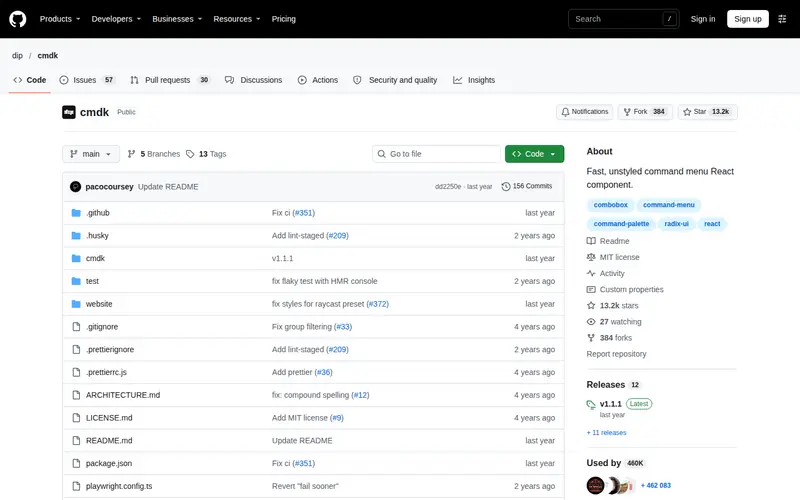 Products Developers Businesses Resources Pricing Search / Sign in Sign up
dip / cmdk
Code Issues 57 Pull requests 30 Discussions Actions Security and quality Insights
cmdk Public Notifications Fork 384 Star 13.2k
main 5 Branches 13 Tags Go to file Code
pacocoursey Update README dd2250e · last year 156 Commits
.github Fix ci (#351) last year
.husky Add lint-staged (#209) 2 years ago
cmdk v1.1.1 last year
test fix flaky test with HMR console 2 years ago
website fix styles for raycast preset (#372) last year
.gitignore Fix group filtering (#33) 4 years ago
.prettierignore Add lint-staged (#209) 2 years ago
.prettierrc.js Add prettier (#36) 4 years ago
ARCHITECTURE.md fix: compound spelling (#12) 4 years ago
LICENSE.md Add MIT license (#9) 4 years ago
README.md Update README last year
package.json Fix ci (#351) last year
playwright.config.ts Revert "fail sooner" 2 years ago
About
Fast, unstyled command menu React
component.
combobox command-menu
command-palette radix-ui react
Readme
MIT license
Activity
Custom properties
13.2k stars
27 watching
384 forks
Report repository
Releases 12
v1.1.1 Latest
last year
+ 11 releases
Used by 460K
+ 462 083